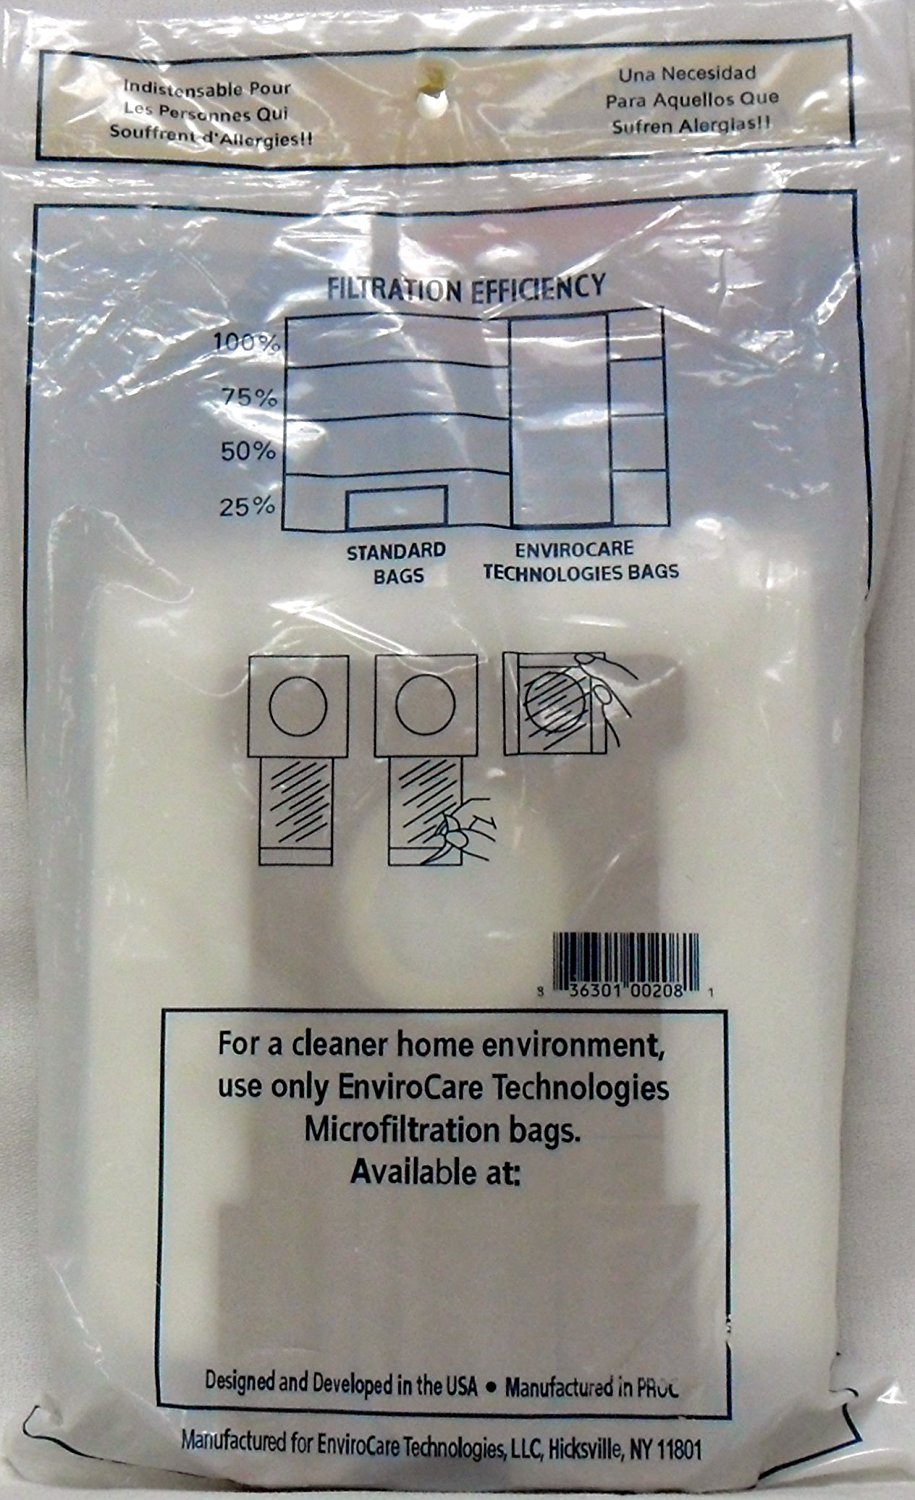 Indistensable Pour
Les Personnes Qui
Souffrent d'Allergies!!
Una Necesidad
Para Aquellos Que
Sufren Alergias!!
FILTRATION EFFICIENCY
100%
75%
50%
25%
STANDARD
BAGS
ENVIROCARE
TECHNOLOGIES BAGS
8 36301 00208 1
For a cleaner home environment,
use only EnviroCare Technologies
Microfiltration bags.
Available at:
Designed and Developed in the USA • Manufactured in PROC
Manufactured for EnviroCare Technologies, LLC, Hicksville, NY 11801